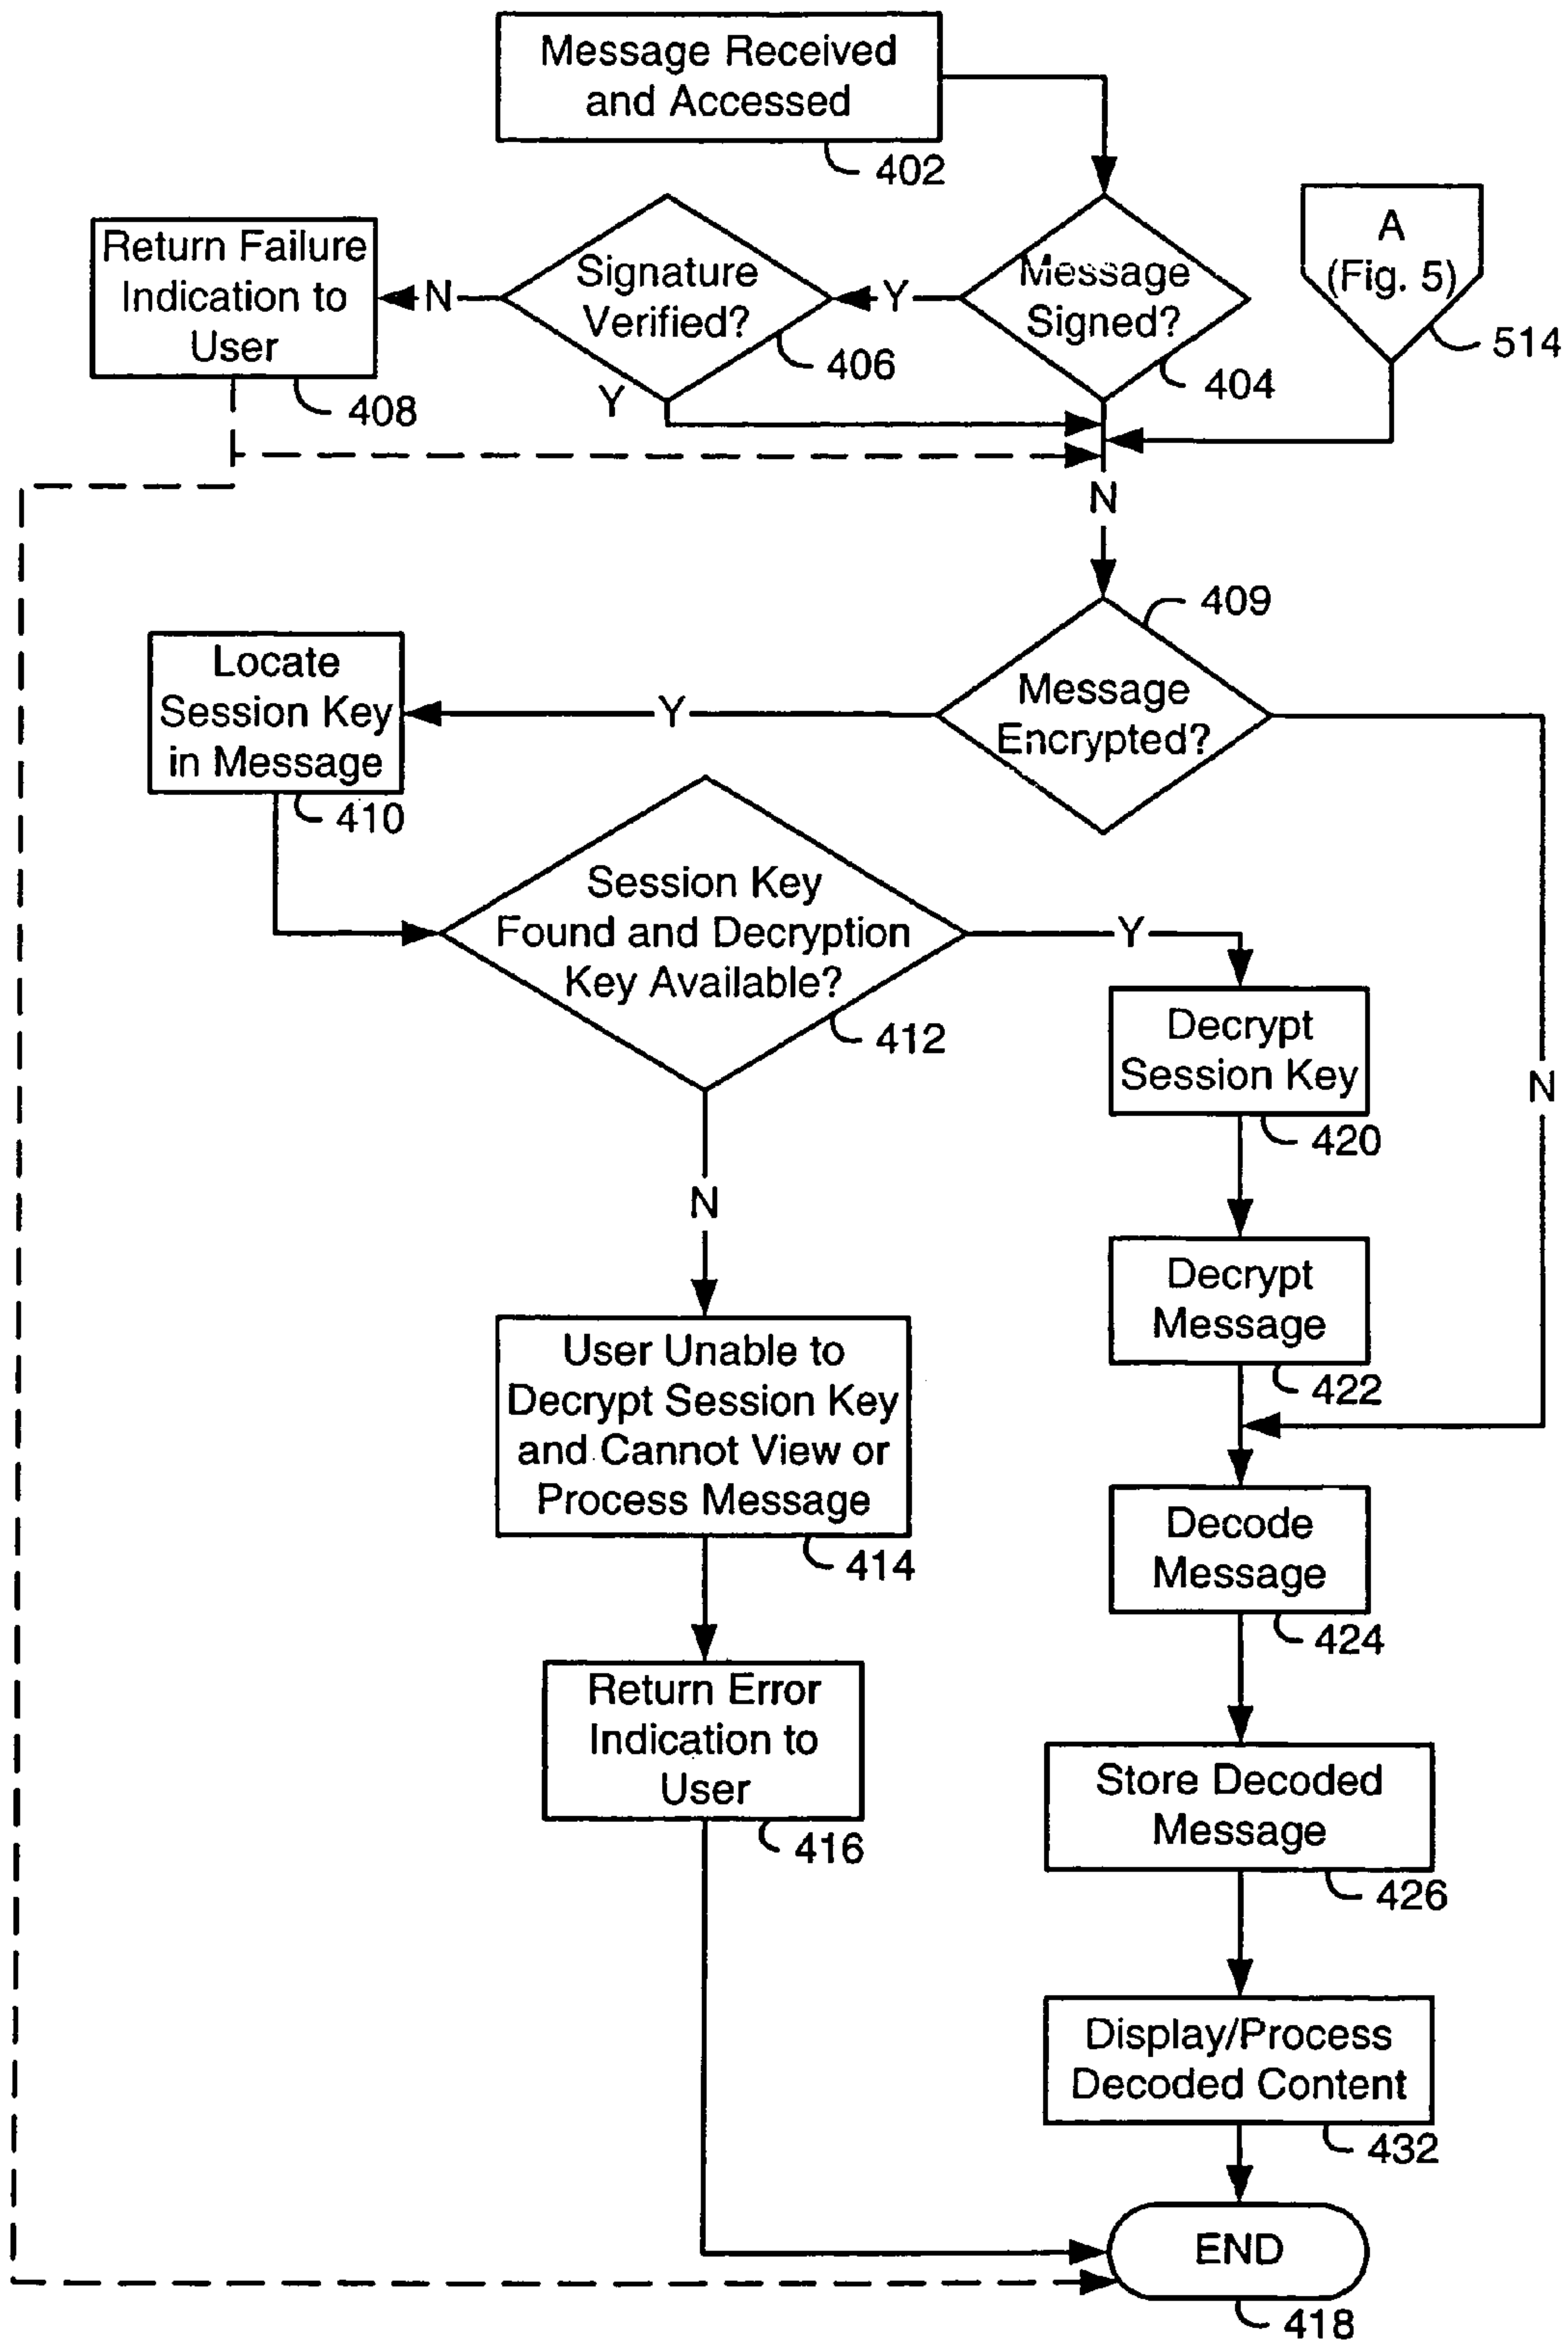 Message Received
and Accessed
402
Return Failure
Indication to
User
408
N
Signature
Verified?
406
Y
Y
Message
Signed?
404
A
(Fig. 5)
514
N
409
Message
Encrypted?
Y
Locate
Session Key
in Message
410
Session Key
Found and Decryption
Key Available?
412
Y
N
Decrypt
Session Key
420
N
Decrypt
Message
422
User Unable to
Decrypt Session Key
and Cannot View or
Process Message
414
Decode
Message
424
Return Error
Indication to
User
416
Store Decoded
Message
426
Display/Process
Decoded Content
432
END
418